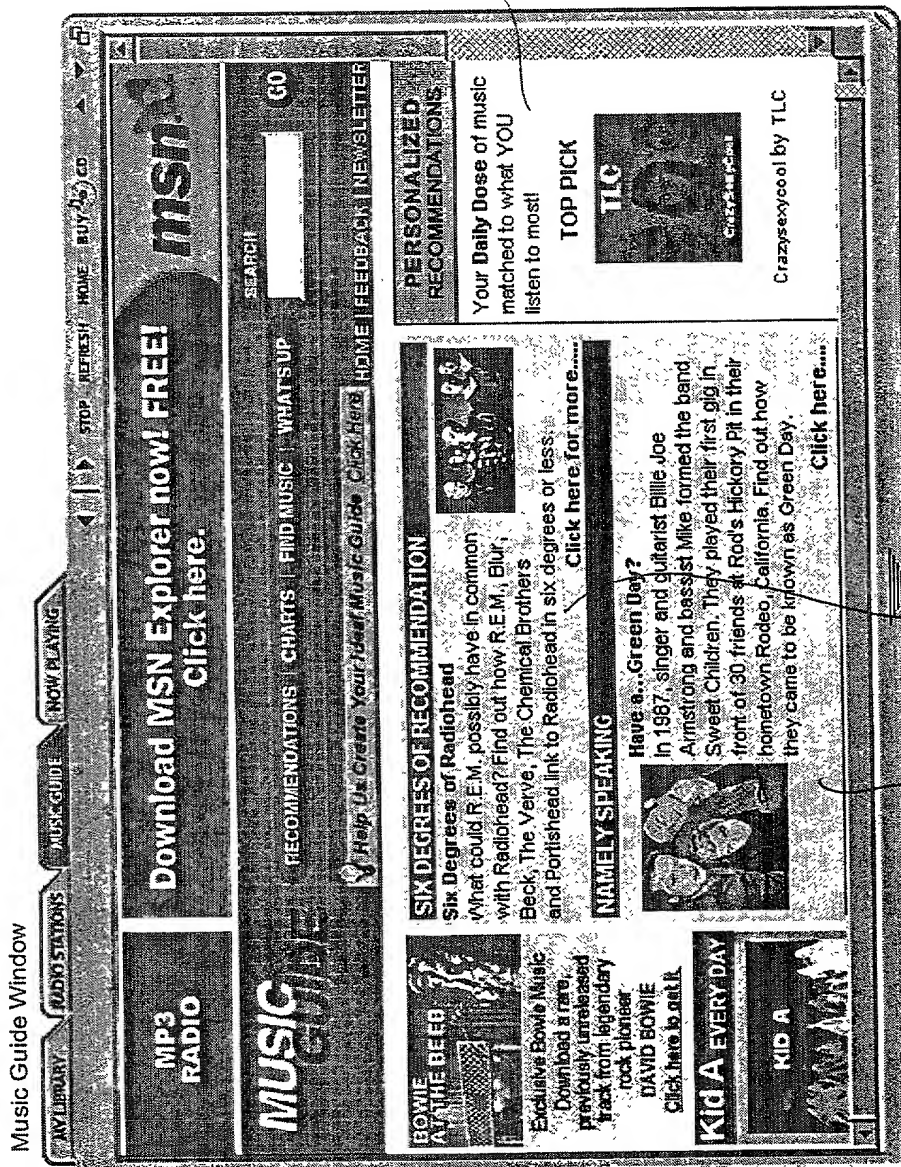 Music Guide Window
MY LIBRARY
RADIO STATIONS
MUSIC GUIDE
NOW PLAYING
STOP REFRESH HOME BUY CD
MP3
RADIO
Download MSN Explorer now! FREE!
Click here.
msn
MUSIC
GUIDE
RECOMMENDATIONS | CHARTS | FIND MUSIC | WHAT'S UP
SEARCH
GO
Help Us Create Your Ideal Music Guide Click Here
HOME | FEEDBACK | NEWSLETTER
BOWIE
AT THE BEEB
Exclusive Bowie Music
Download a rare,
previously unreleased
track from legendary
rock pioneer
DAVID BOWIE
Click here to get it.
Kid A EVERY DAY
KID A
SIX DEGREES OF RECOMMENDATION
Six Degrees of Radiohead
What could R.E.M. possibly have in common
with Radiohead? Find out how R.E.M., Blur,
Beck, The Verve, The Chemical Brothers
and Portishead link to Radiohead in six degrees or less.
Click here for more....
NAMELY SPEAKING
Have a...Green Day?
In 1987, singer and guitarist Billie Joe
Armstrong and bassist Mike formed the band
Sweet Children. They played their first gig in
front of 30 friends at Rod's Hickory Pit in their
hometown Rodeo, California. Find out how
they came to be known as Green Day.
Click here....
PERSONALIZED
RECOMMENDATIONS
Your Daily Dose of music
matched to what YOU
listen to most!
TOP PICK
TLC
CrazySexyCool
Crazysexycool by TLC